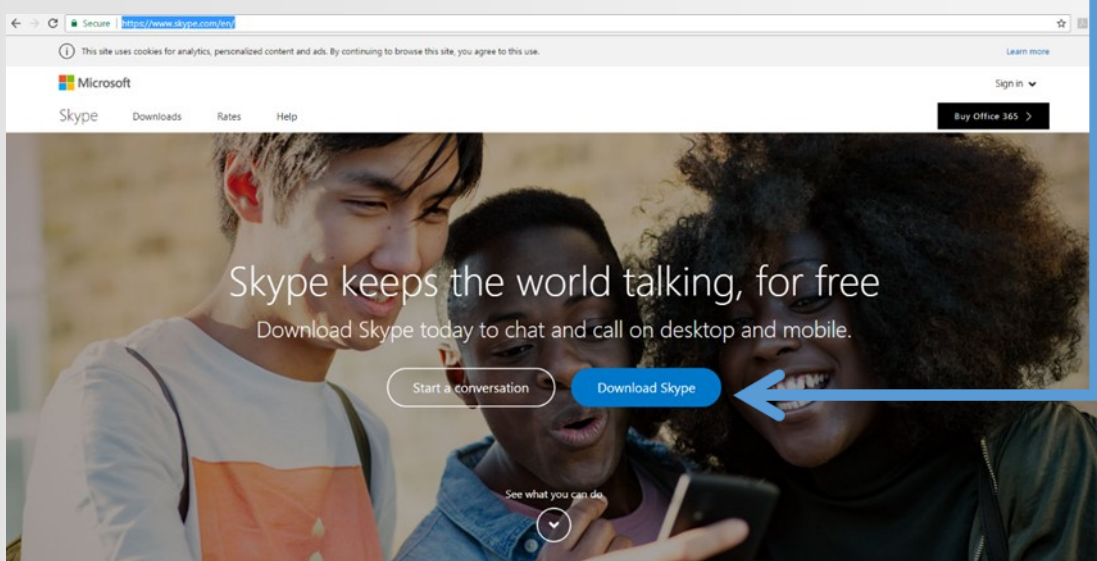 Secure | https://www.skype.com/en/
This site uses cookies for analytics, personalized content and ads. By continuing to browse this site, you agree to this use.
Learn more
Microsoft
Sign in
Skype
Downloads
Rates
Help
Buy Office 365
Skype keeps the world talking, for free
Download Skype today to chat and call on desktop and mobile.
Start a conversation
Download Skype
See what you can do